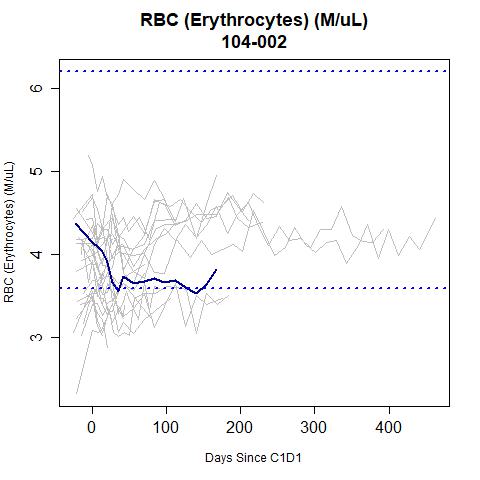 RBC (Erythrocytes) (M/uL)
104-002
RBC (Erythrocytes) (M/uL)
6
5
4
3
0 100 200 300 400
Days Since C1D1